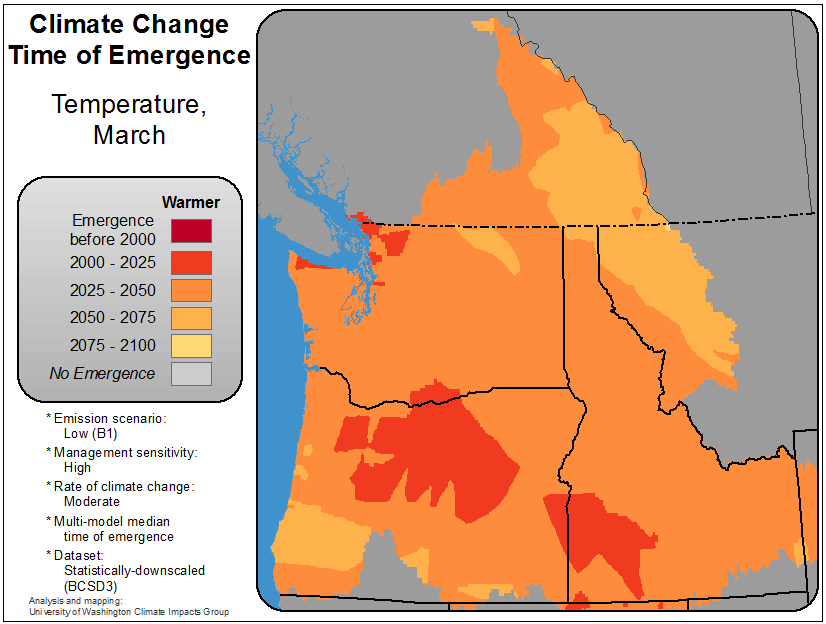 Climate Change
Time of Emergence
Temperature,
March
Warmer
Emergence
before 2000
2000 - 2025
2025 - 2050
2050 - 2075
2075 - 2100
No Emergence
* Emission scenario:
Low (B1)
* Management sensitivity:
High
* Rate of climate change:
Moderate
* Multi-model median
time of emergence
* Dataset:
Statistically-downscaled
(BCSD3)
Analysis and mapping:
University of Washington Climate Impacts Group